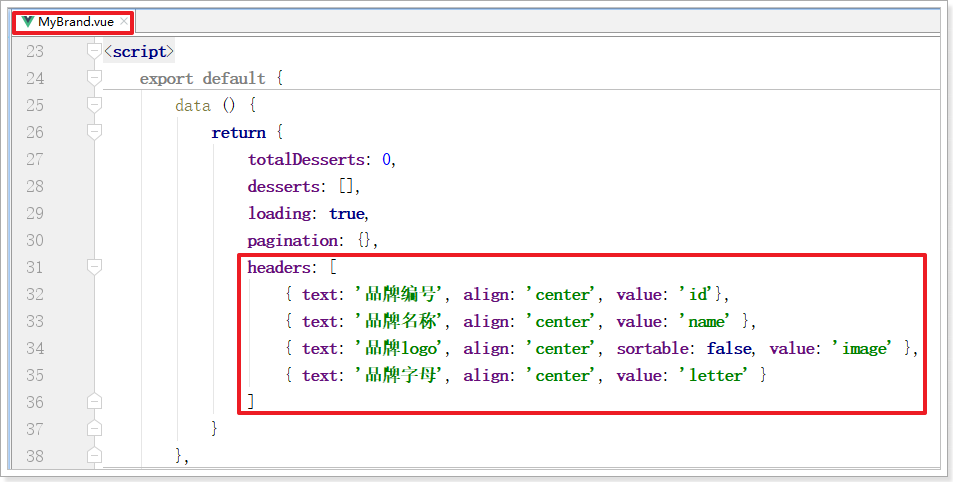 MyBrand.vue
23 <script>
24 export default {
25 data () {
26 return {
27 totalDesserts: 0,
28 desserts: [],
29 loading: true,
30 pagination: {},
31 headers: [
32 { text: '品牌编号', align: 'center', value: 'id'},
33 { text: '品牌名称', align: 'center', value: 'name' },
34 { text: '品牌logo', align: 'center', sortable: false, value: 'image' },
35 { text: '品牌字母', align: 'center', value: 'letter' }
36 ]
37 }
38 },